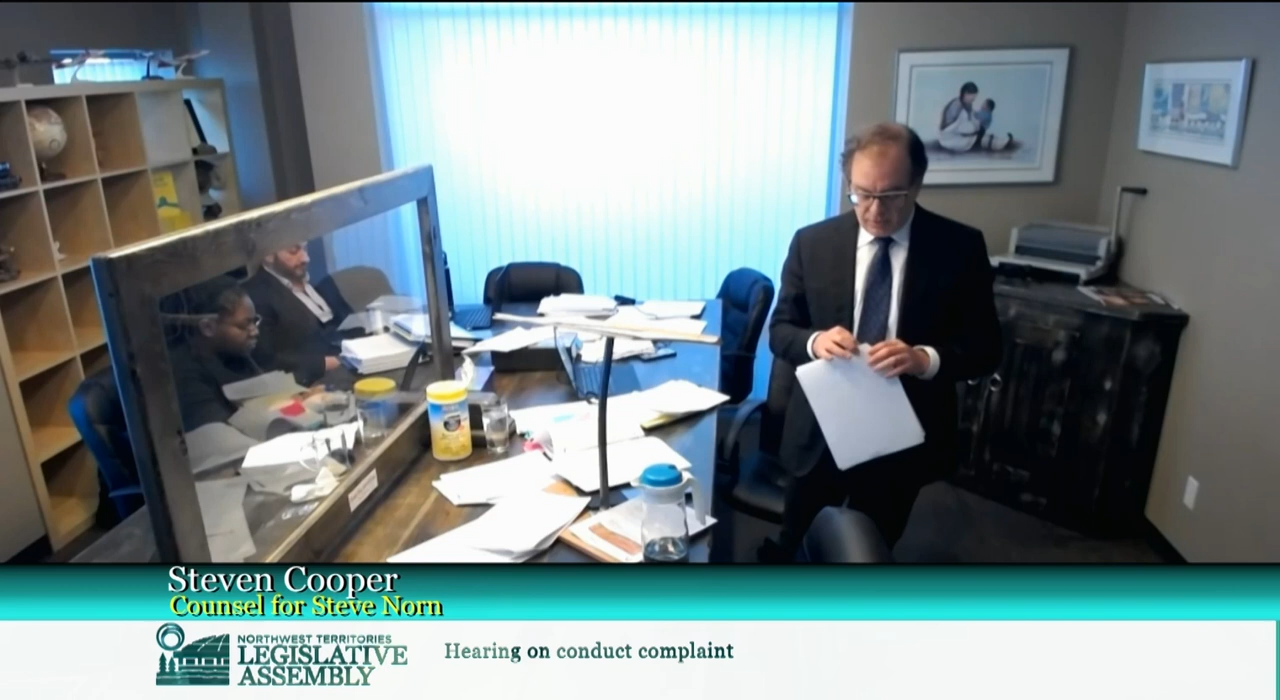 Steven Cooper
Counsel for Steve Norn
NORTHWEST TERRITORIES
LEGISLATIVE
ASSEMBLY
Hearing on conduct complaint